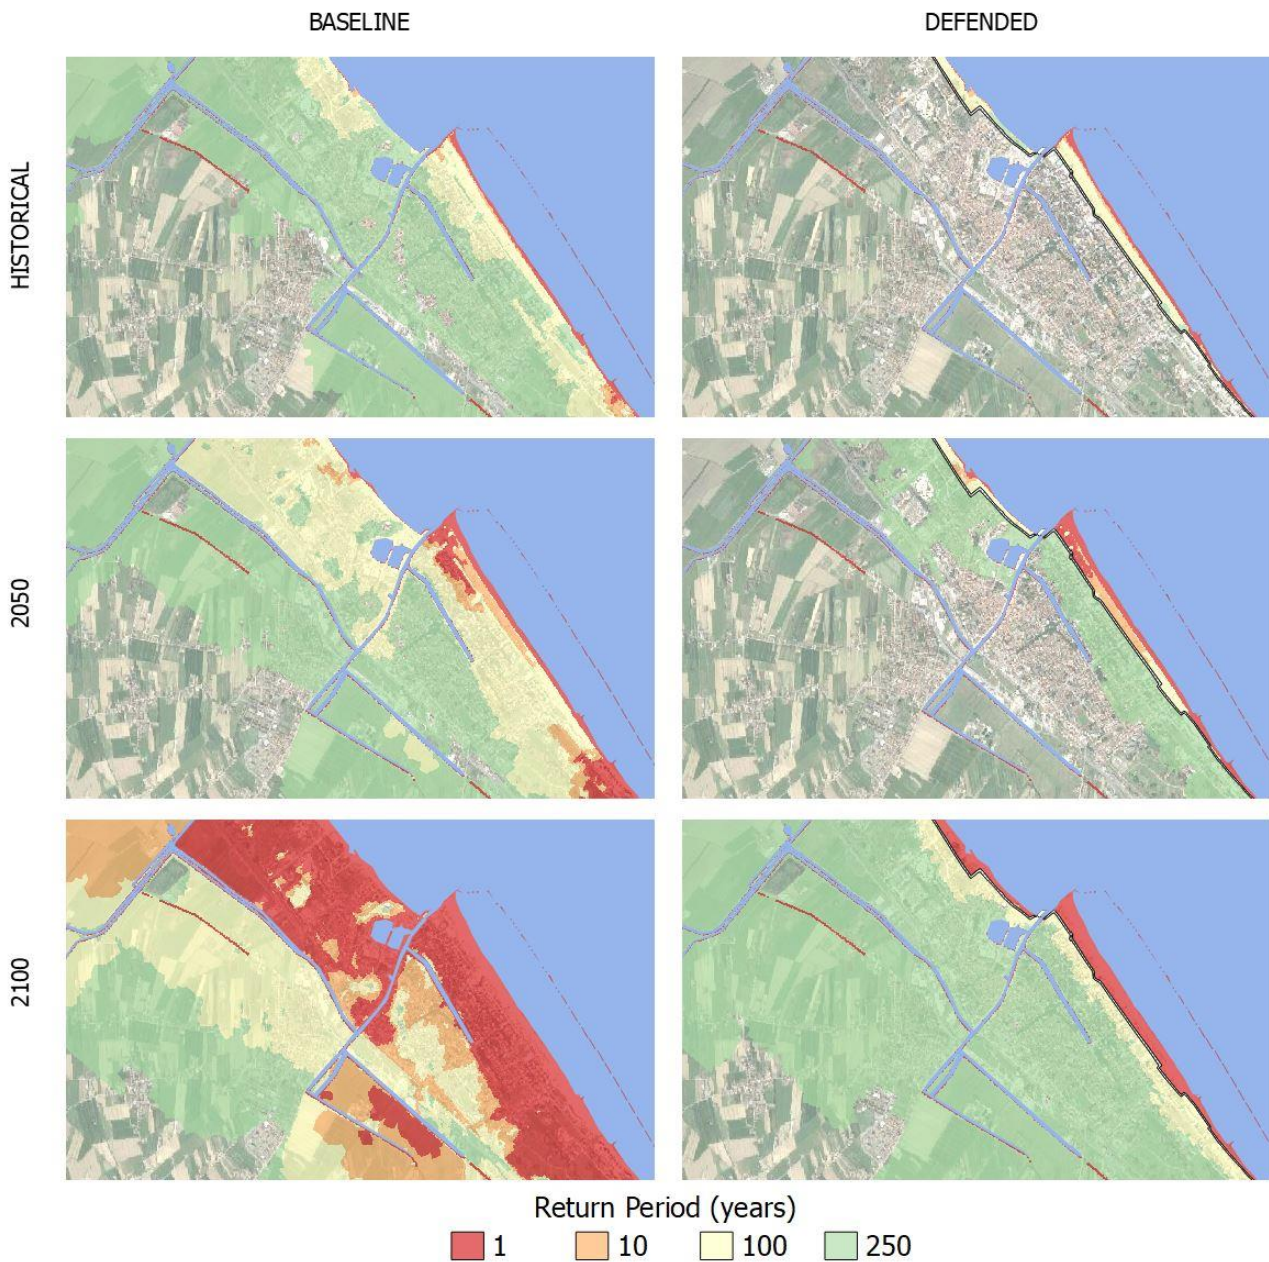 BASELINE
DEFENDED
HISTORICAL
2050
2100
Return Period (years)
1
10
100
250